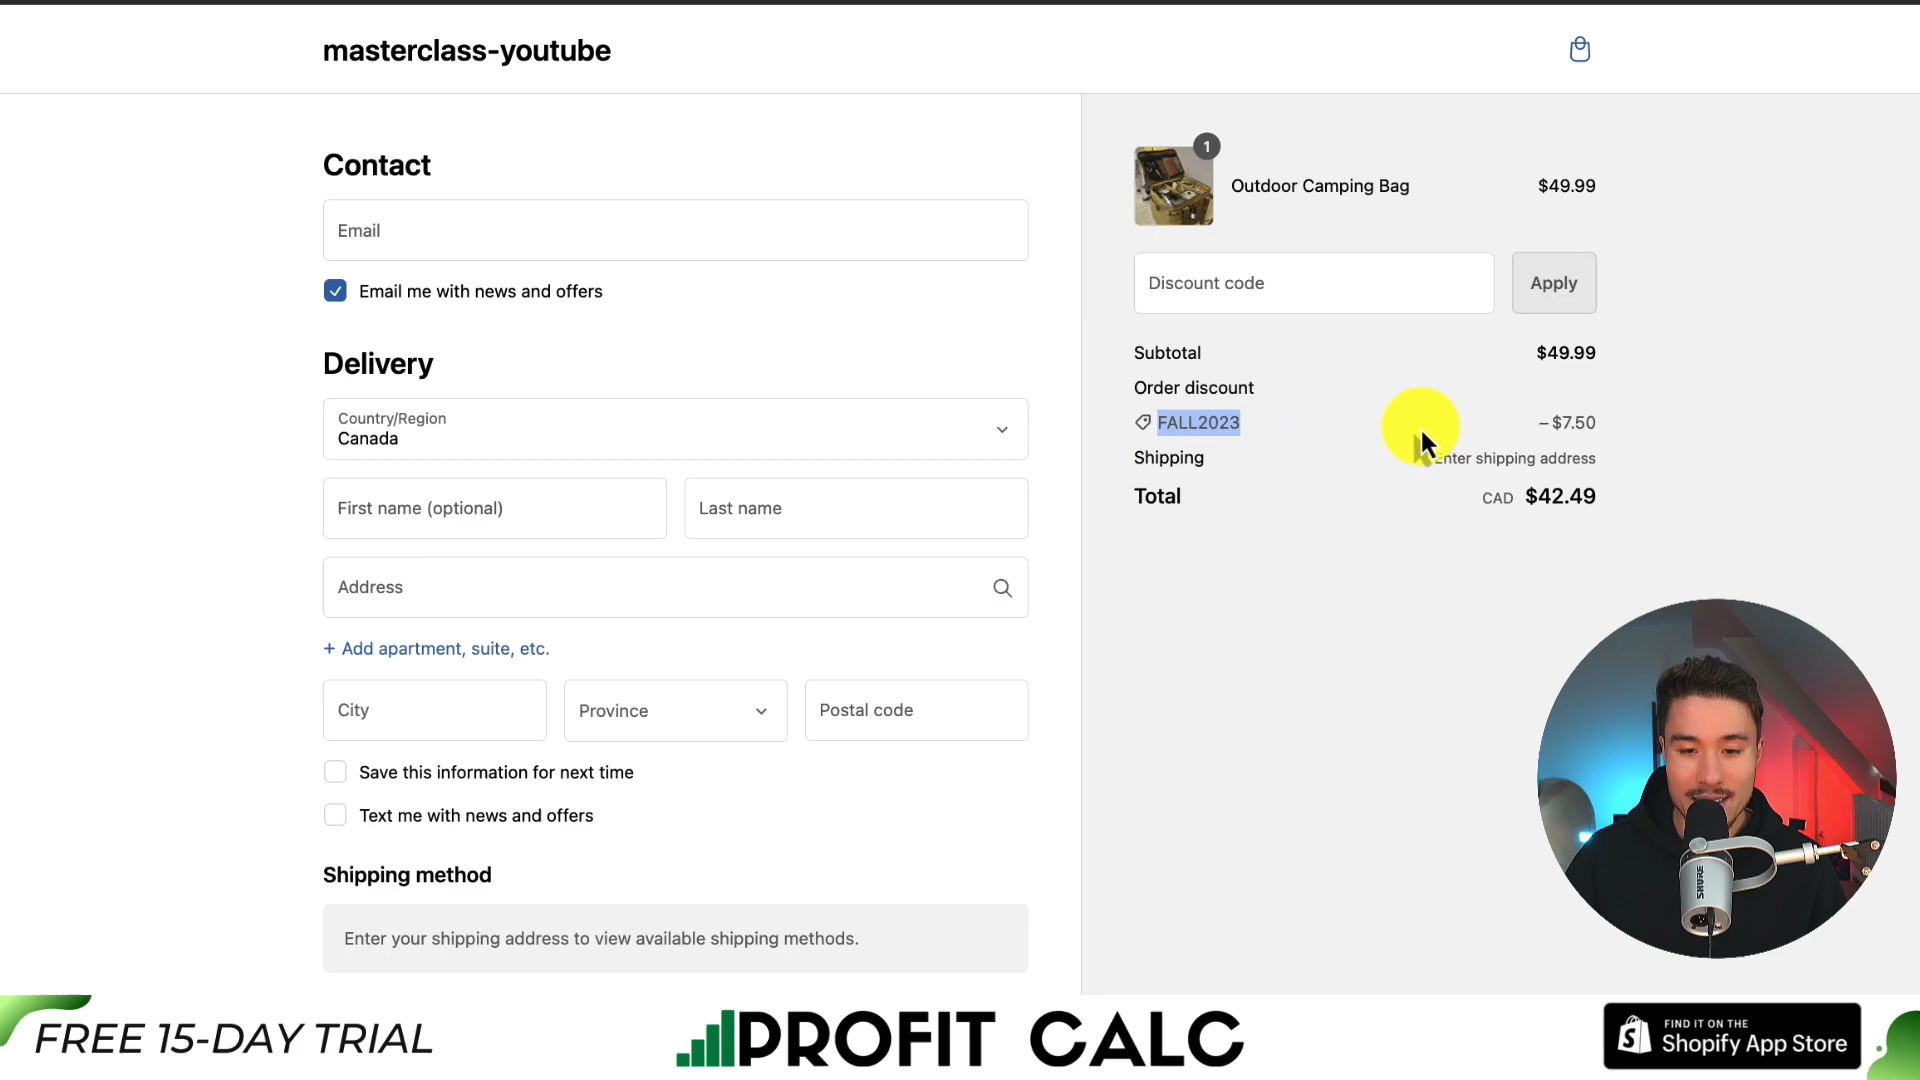 masterclass-youtube
Contact
Email
Email me with news and offers
Delivery
Country/Region
Canada
First name (optional)
Last name
Address
+ Add apartment, suite, etc.
City
Province
Postal code
Save this information for next time
Text me with news and offers
Shipping method
Enter your shipping address to view available shipping methods.
1
Outdoor Camping Bag $49.99
Discount code
Apply
Subtotal $49.99
Order discount
FALL2023 – $7.50
Shipping Enter shipping address
Total CAD $42.49
SHURE
FREE 15-DAY TRIAL
PROFIT CALC
FIND IT ON THE
Shopify App Store